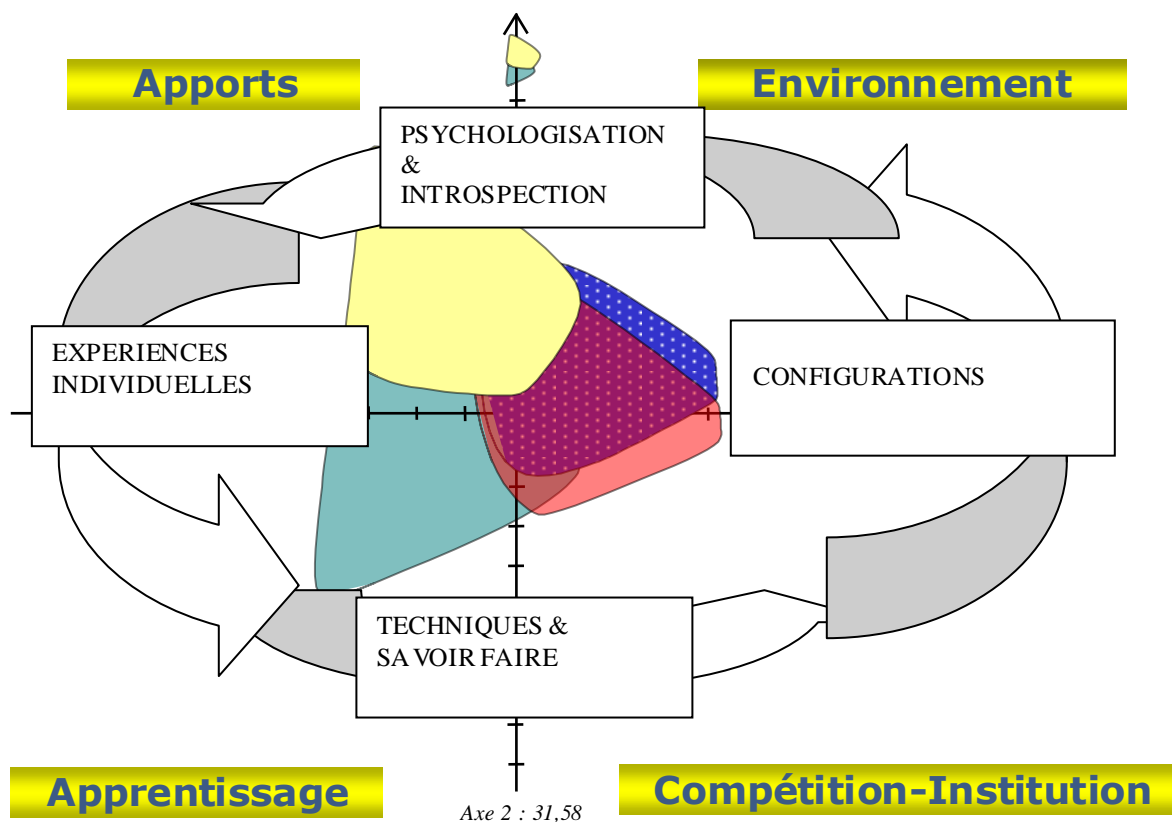 Apports
Environnement
PSYCHOLOGISATION
&
INTROSPECTION
EXPERIENCES
INDIVIDUELLES
CONFIGURATIONS
TECHNIQUES &
SAVOIR FAIRE
Apprentissage
Compétition-Institution
Axe 2 : 31,58